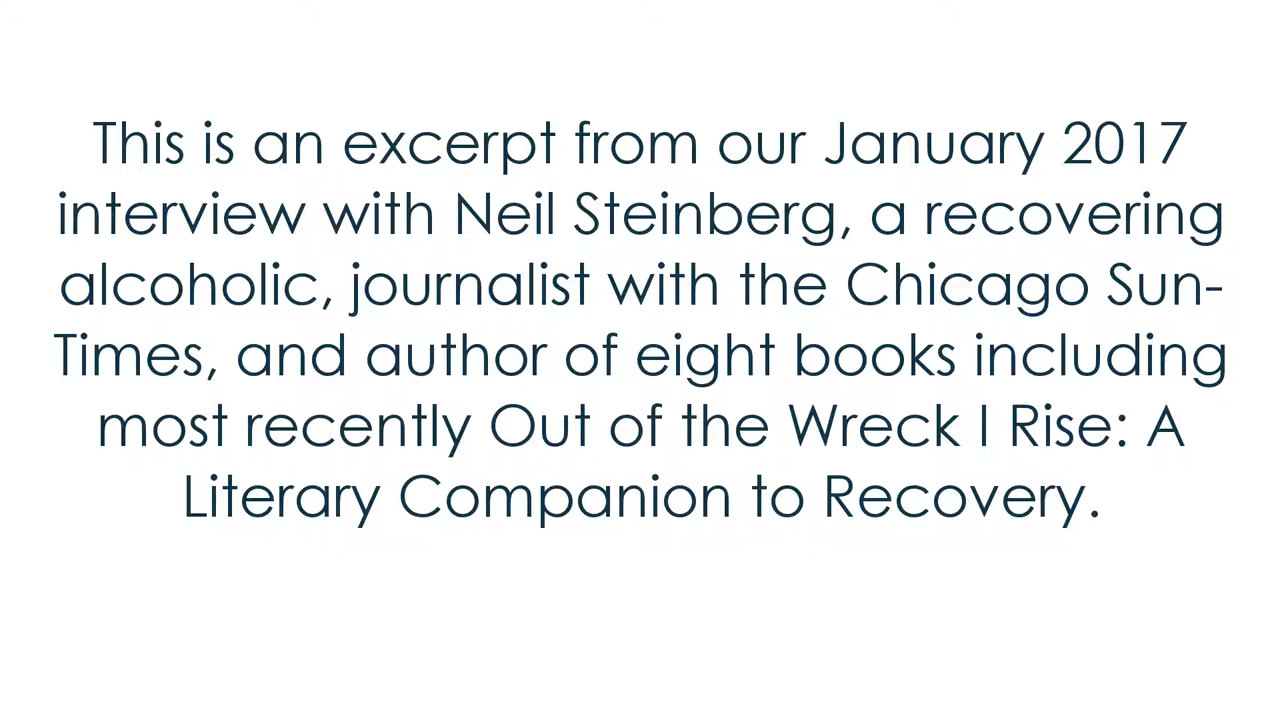 This is an excerpt from our January 2017
interview with Neil Steinberg, a recovering
alcoholic, journalist with the Chicago Sun-
Times, and author of eight books including
most recently Out of the Wreck I Rise: A
Literary Companion to Recovery.